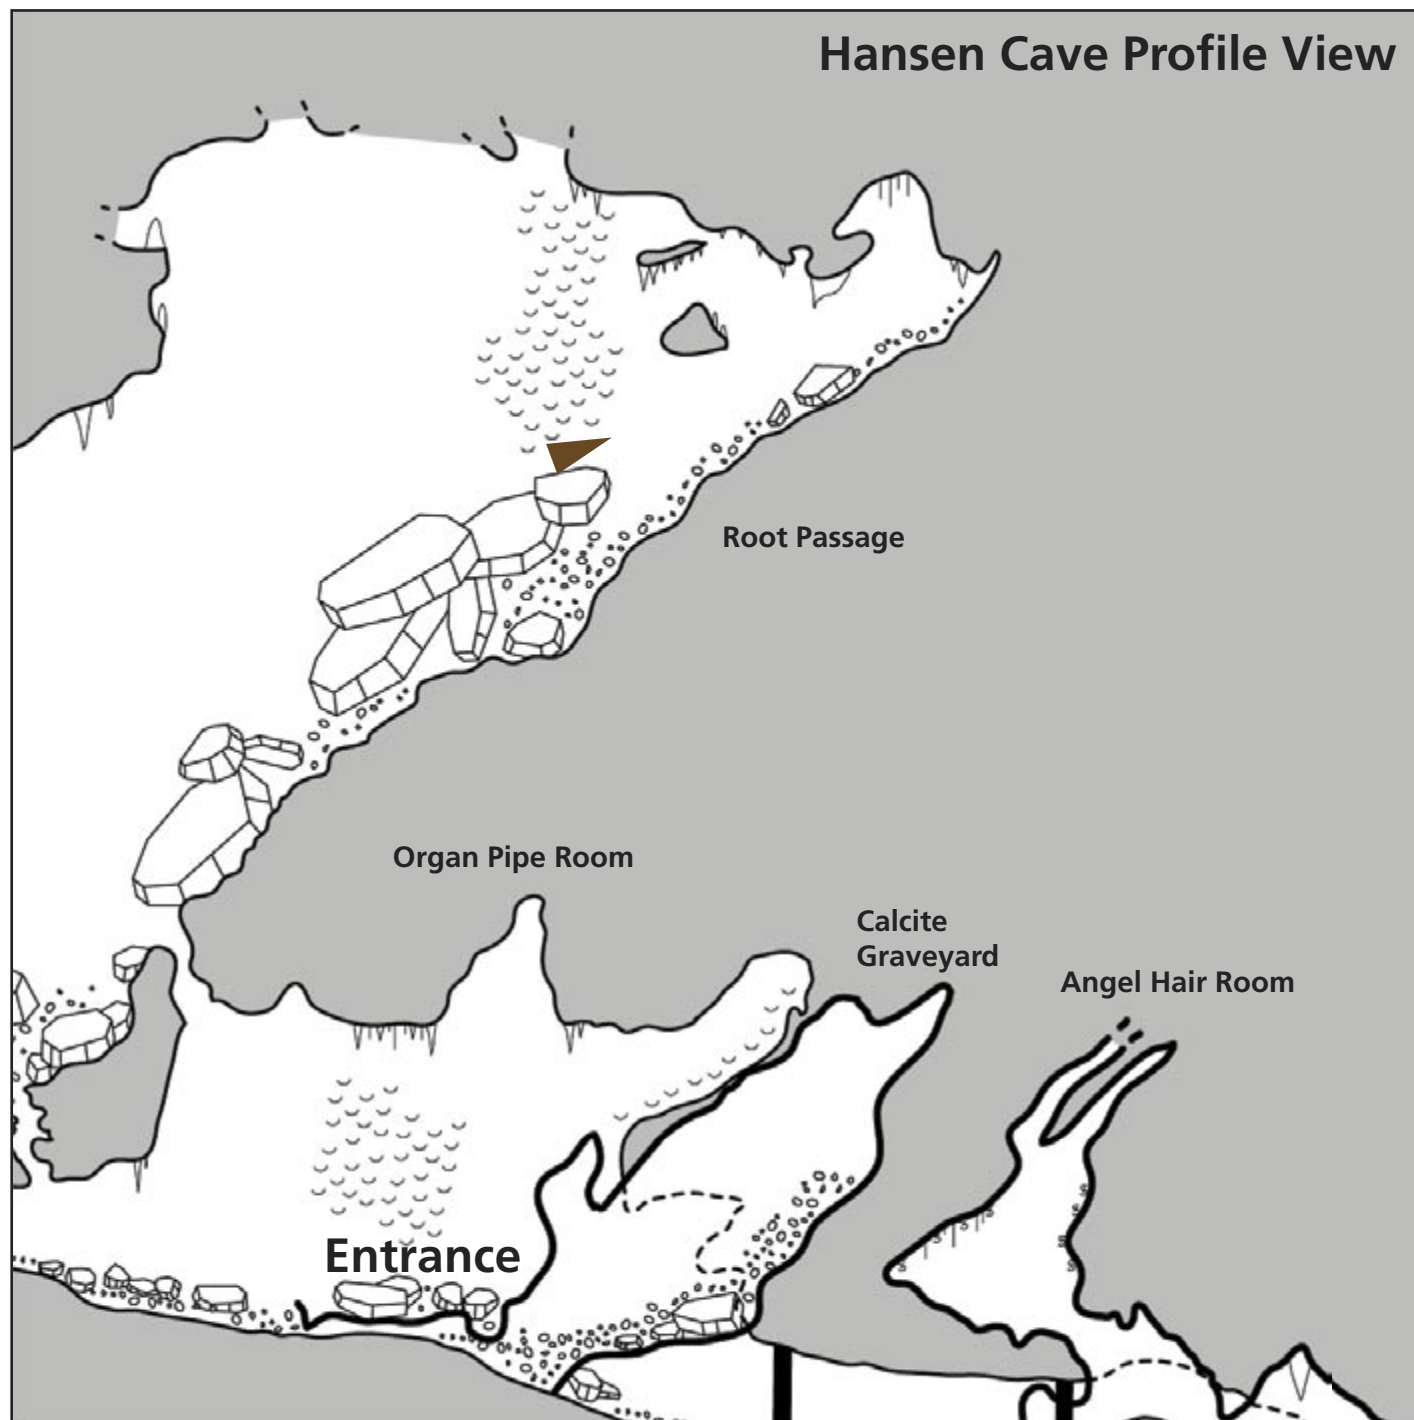 Hansen Cave Profile View
Root Passage
Organ Pipe Room
Calcite
Graveyard
Angel Hair Room
Entrance